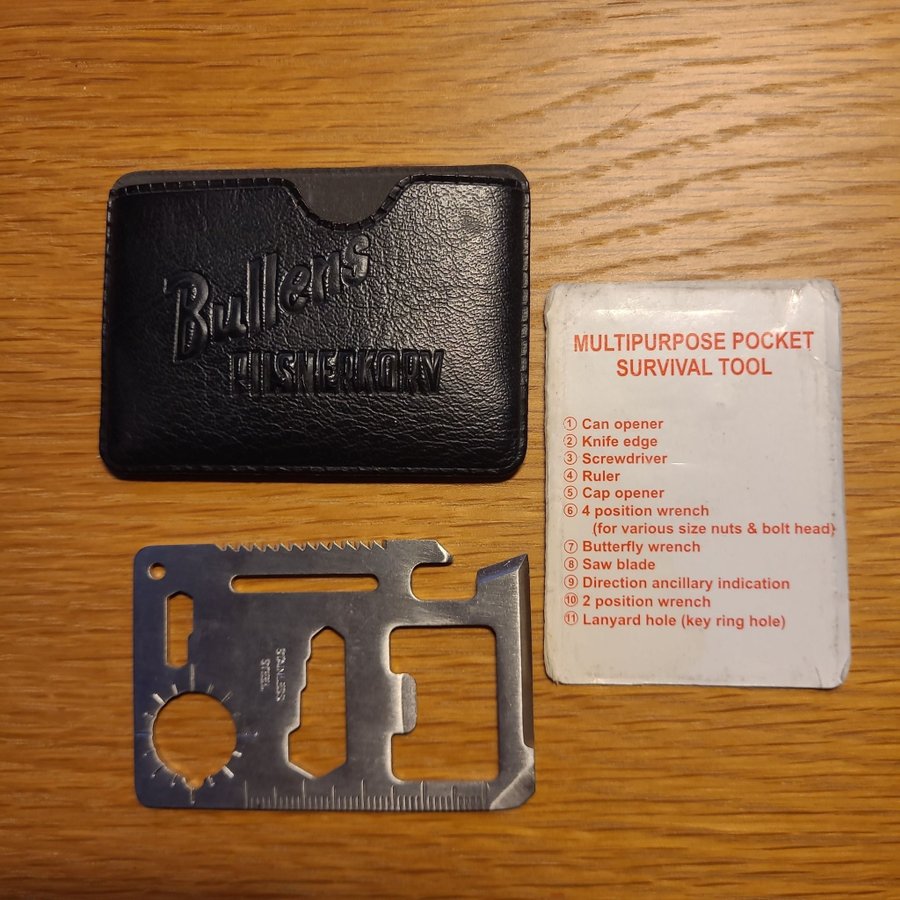 Bullens
PILSNERKORV
MULTIPURPOSE POCKET
SURVIVAL TOOL
① Can opener
② Knife edge
③ Screwdriver
④ Ruler
⑤ Cap opener
⑥ 4 position wrench
(for various size nuts & bolt head)
⑦ Butterfly wrench
⑧ Saw blade
⑨ Direction ancillary indication
⑩ 2 position wrench
⑪ Lanyard hole (key ring hole)
STAINLESS
STEEL